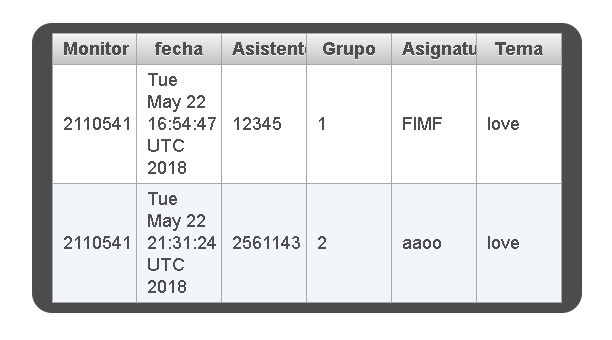 Monitor fecha Asistent Grupo Asignatu Tema
2110541 Tue May 22 16:54:47 UTC 2018 12345 1 FIMF love
2110541 Tue May 22 21:31:24 UTC 2018 2561143 2 aaoo love